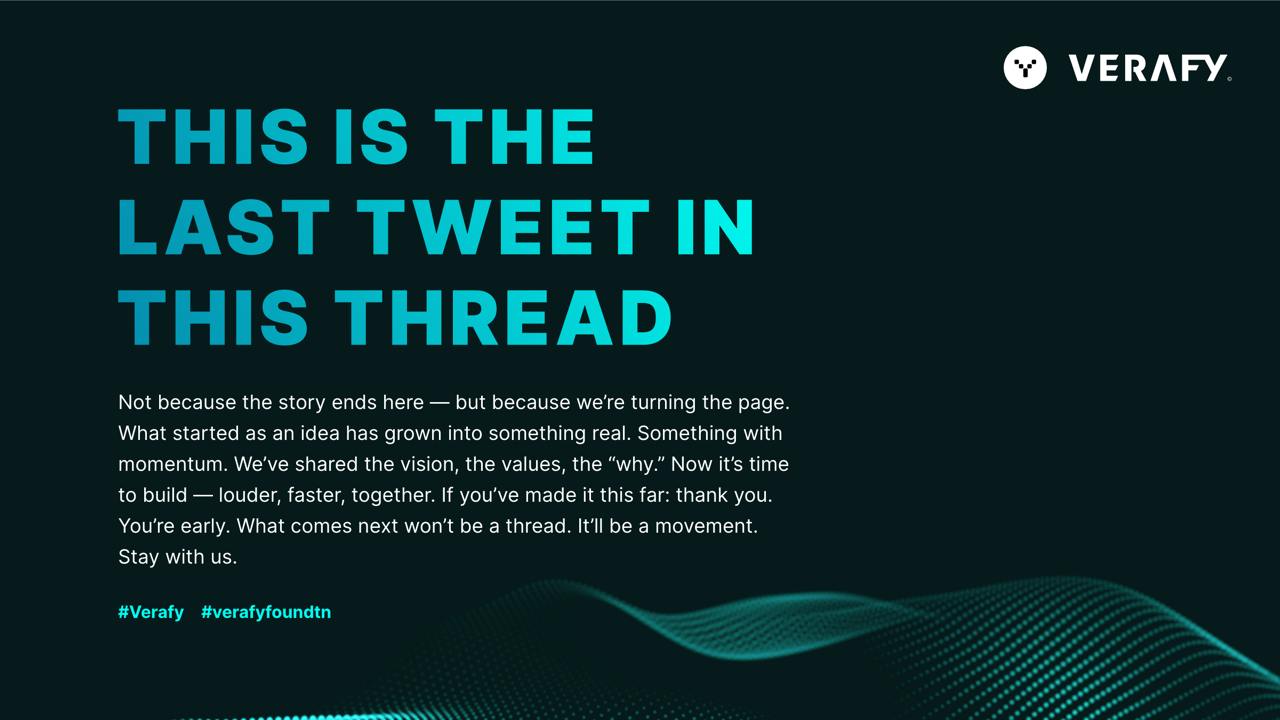 VERAFY
THIS IS THE
LAST TWEET IN
THIS THREAD
Not because the story ends here — but because we’re turning the page.
What started as an idea has grown into something real. Something with
momentum. We’ve shared the vision, the values, the “why.” Now it’s time
to build — louder, faster, together. If you’ve made it this far: thank you.
You’re early. What comes next won’t be a thread. It’ll be a movement.
Stay with us.
#Verafy #verafyfoundtn